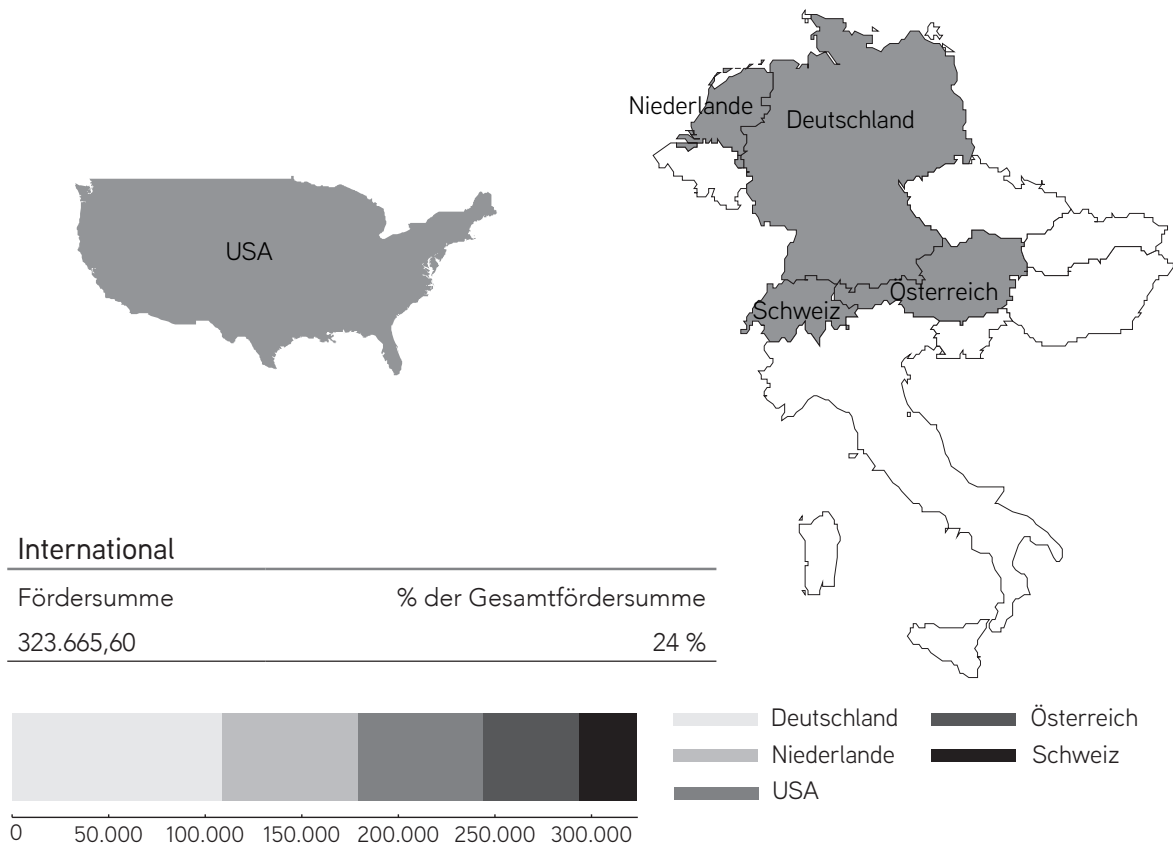 Niederlande
Deutschland
USA
Österreich
Schweiz
International
Fördersumme % der Gesamtfördersumme
323.665,60 24 %
Deutschland Österreich
Niederlande Schweiz
USA
0 50.000 100.000 150.000 200.000 250.000 300.000